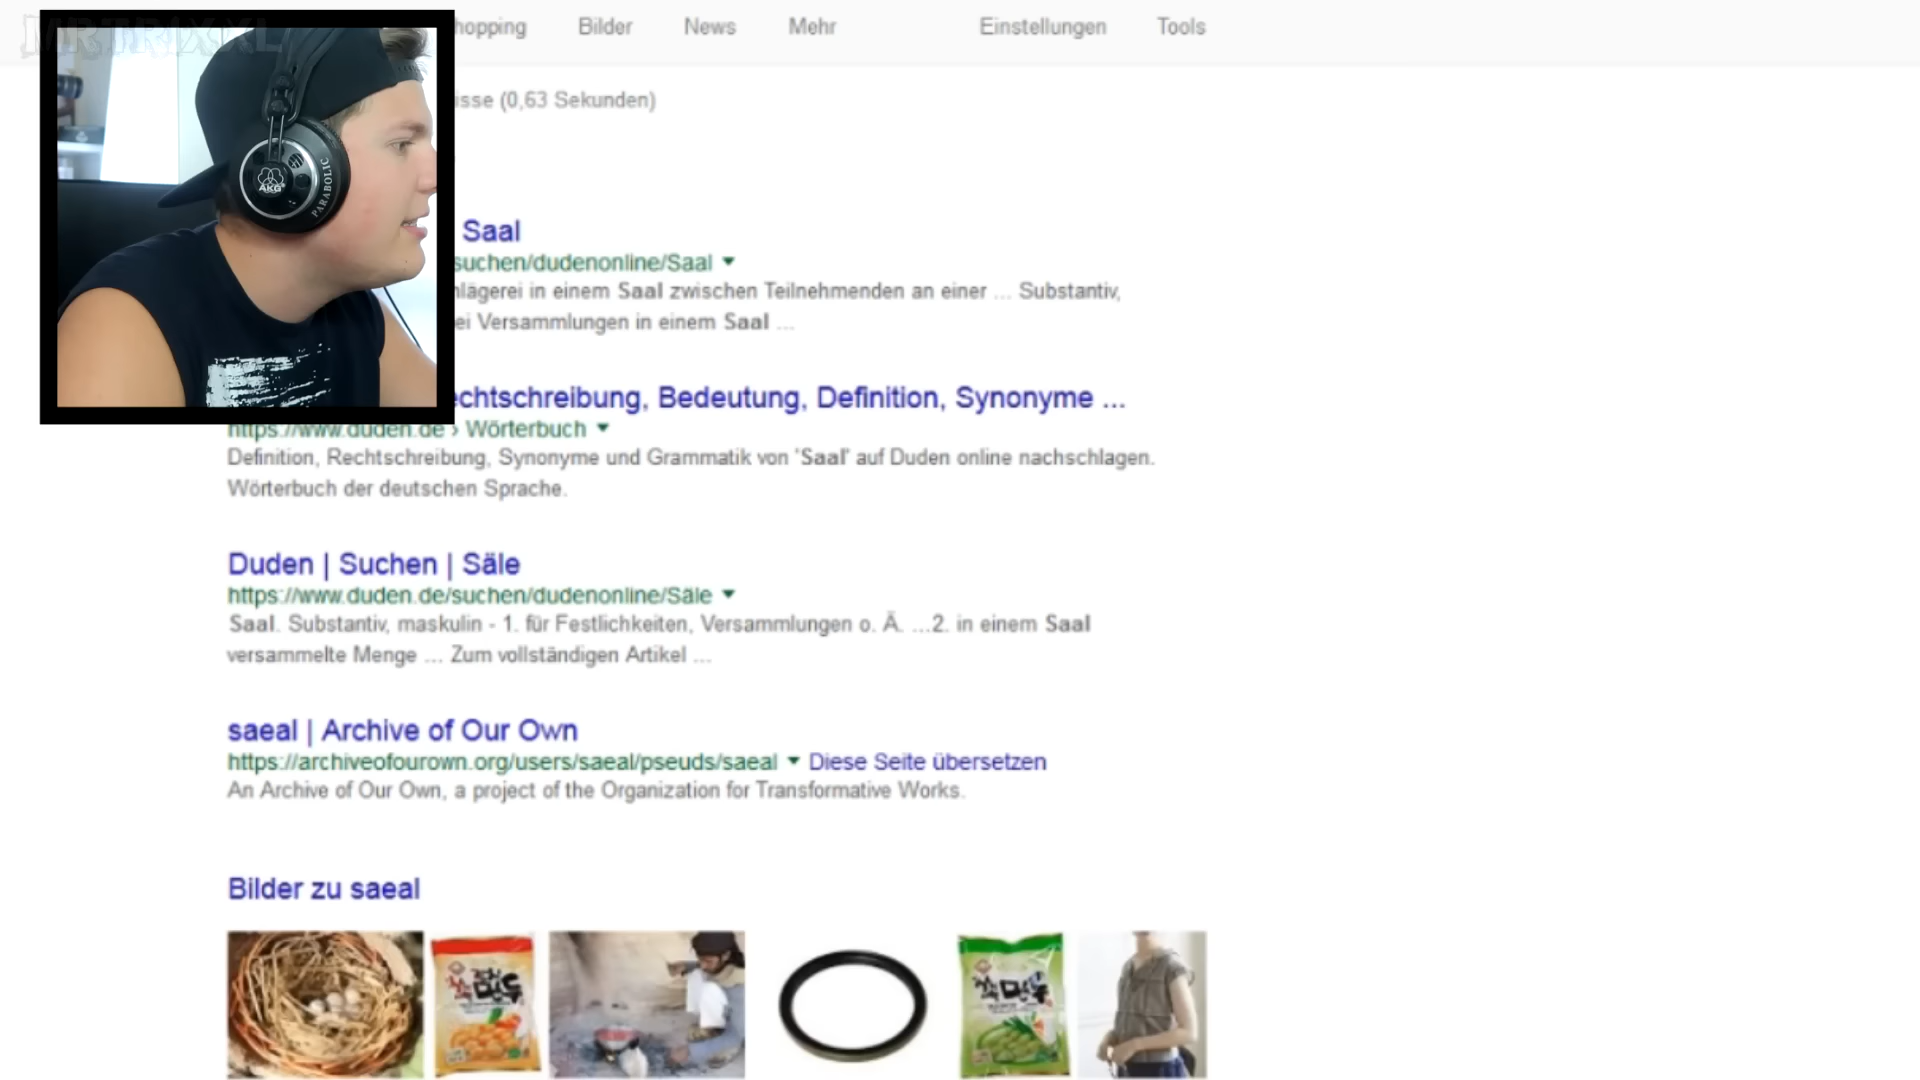 MRTRIXXL
hopping Bilder News Mehr Einstellungen Tools
isse (0,63 Sekunden)
AKG
PARABOLIC
Saal
suchen/dudenonline/Saal
hlägerei in einem Saal zwischen Teilnehmenden an einer ... Substantiv,
ei Versammlungen in einem Saal ...
echtschreibung, Bedeutung, Definition, Synonyme ...
https://www.duden.de › Wörterbuch
Definition, Rechtschreibung, Synonyme und Grammatik von 'Saal' auf Duden online nachschlagen.
Wörterbuch der deutschen Sprache.
Duden | Suchen | Säle
https://www.duden.de/suchen/dudenonline/Säle
Saal. Substantiv, maskulin - 1. für Festlichkeiten, Versammlungen o. Ä. ...2. in einem Saal
versammelte Menge ... Zum vollständigen Artikel ...
saeal | Archive of Our Own
https://archiveofourown.org/users/saeal/pseuds/saeal Diese Seite übersetzen
An Archive of Our Own, a project of the Organization for Transformative Works.
Bilder zu saeal